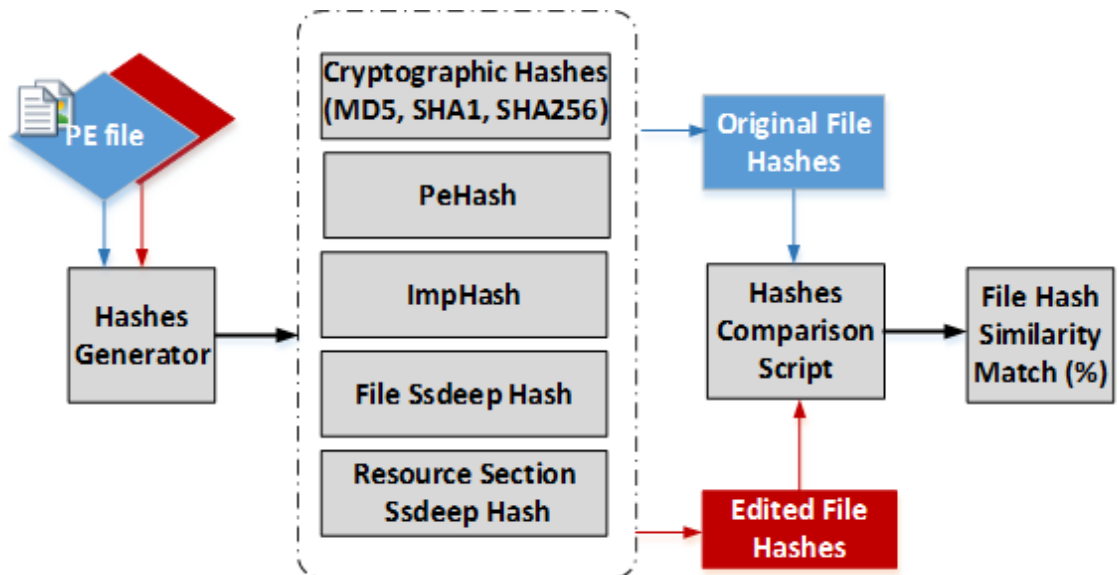 PE file
Hashes
Generator
Cryptographic Hashes
(MD5, SHA1, SHA256)
PeHash
ImpHash
File Ssdeep Hash
Resource Section
Ssdeep Hash
Original File
Hashes
Hashes
Comparison
Script
Edited File
Hashes
File Hash
Similarity
Match (%)